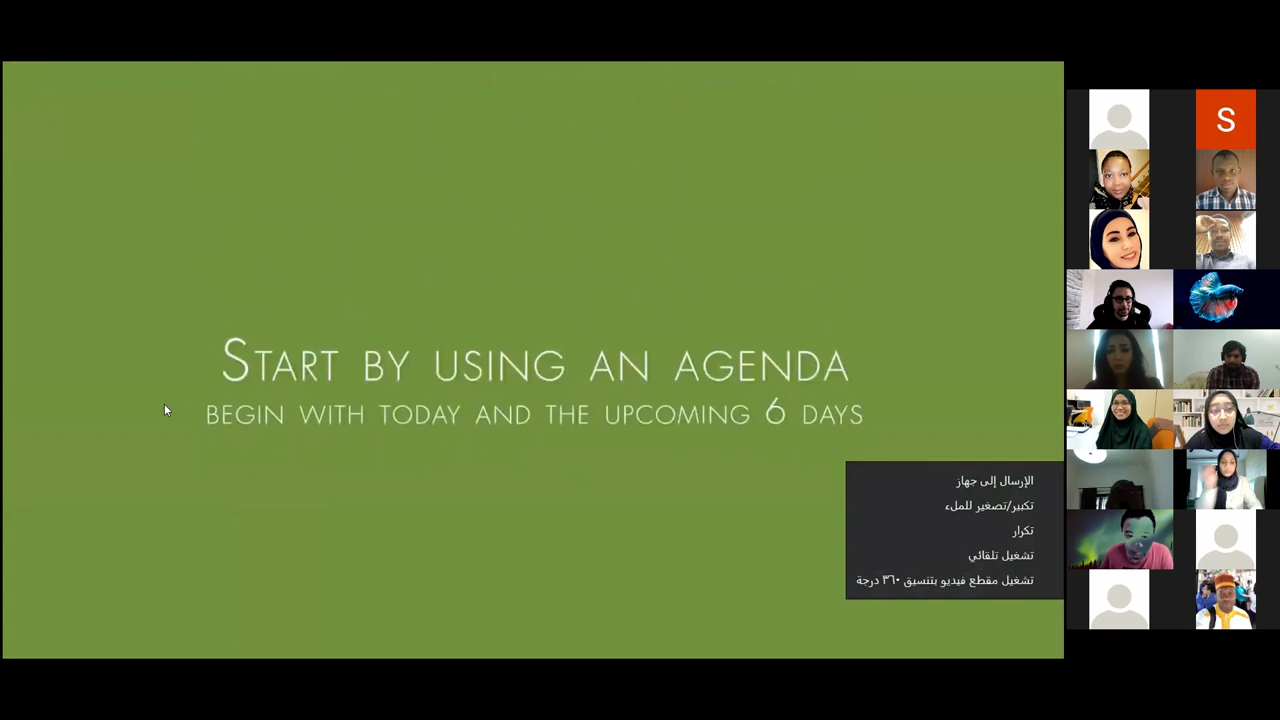 S
START BY USING AN AGENDA
BEGIN WITH TODAY AND THE UPCOMING 6 DAYS
الإرسال إلى جهاز
تكبير/تصغير للملء
تكرار
تشغيل تلقائي
تشغيل مقطع فيديو بتنسيق ٣٦٠ درجة